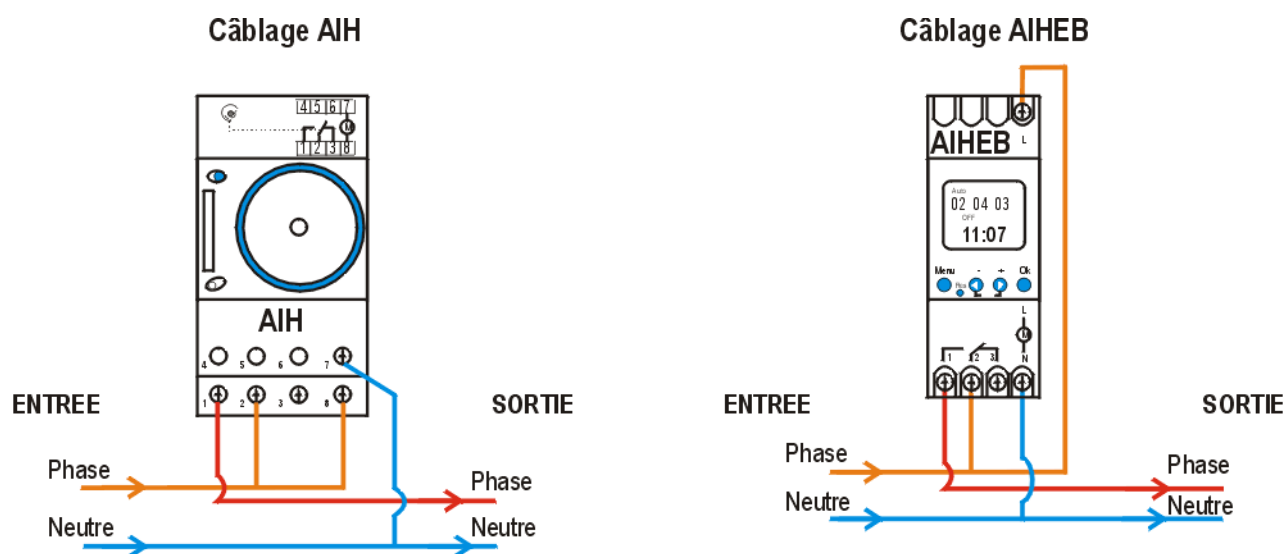 Câblage AIH
4 5 6 7
M
1 2 3 8
AIH
4 5 6 7
1 2 3 8
ENTREE
SORTIE
Phase
Phase
Neutre
Neutre
Câblage AIHEB
L
AIHEB
Auto
02 04 03
OFF
11:07
Menu - + Ok
L
M
1 2 3 N
ENTREE
SORTIE
Phase
Phase
Neutre
Neutre